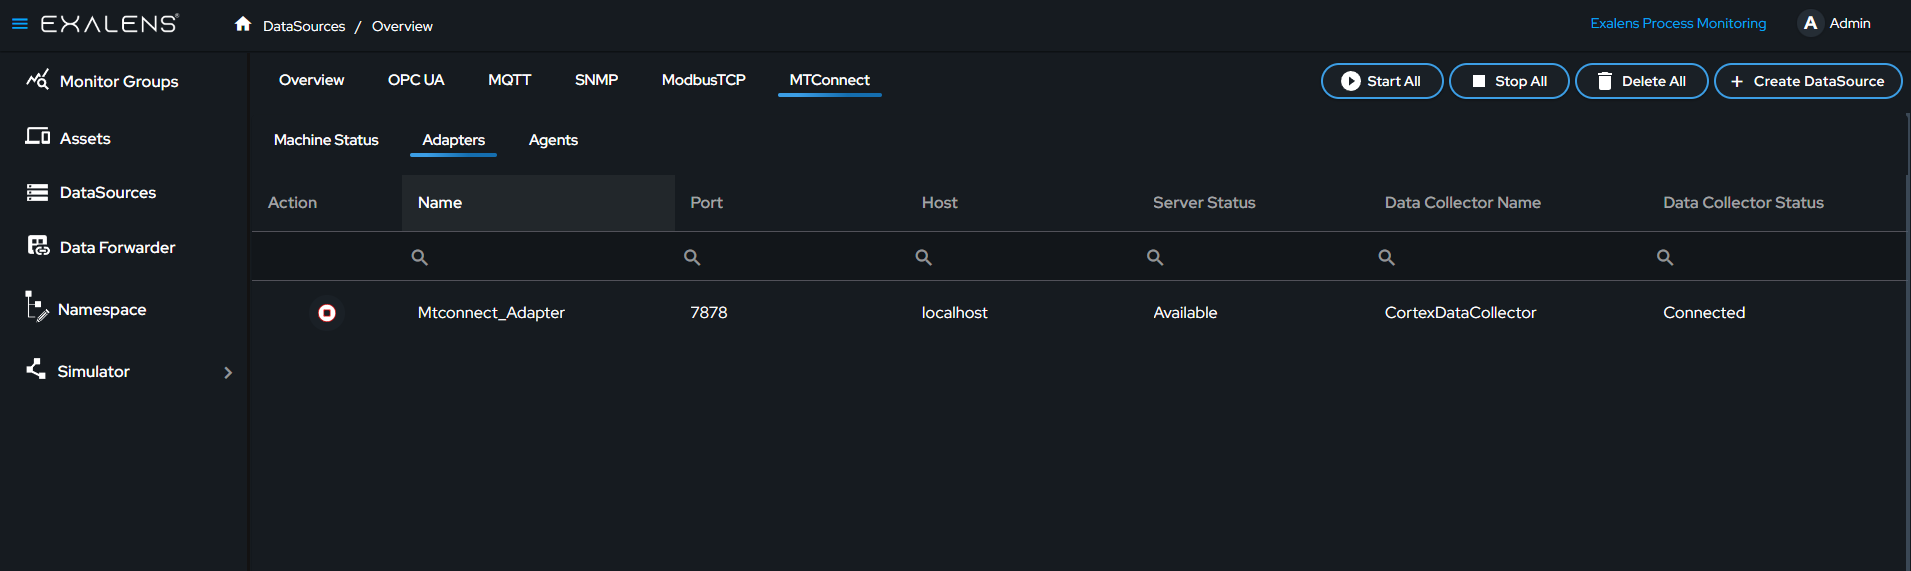 EXALENS®
DataSources / Overview
Exalens Process Monitoring
A Admin
Monitor Groups
Assets
DataSources
Data Forwarder
Namespace
Simulator
Overview OPC UA MQTT SNMP ModbusTCP MTConnect
Start All Stop All Delete All + Create DataSource
Machine Status Adapters Agents
Action Name Port Host Server Status Data Collector Name Data Collector Status
Mtconnect_Adapter 7878 localhost Available CortexDataCollector Connected